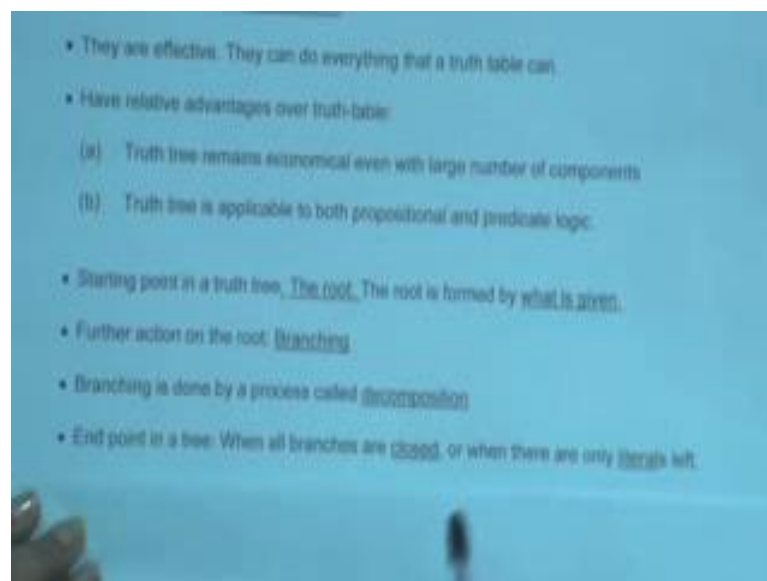 • They are effective. They can do everything that a truth table can.
• Have relative advantages over truth-table:
(a) Truth tree remains economical even with large number of components
(b) Truth tree is applicable to both propositional and predicate logic.
• Starting point in a truth tree, The root. The root is formed by what is given.
• Further action on the root: Branching
• Branching is done by a process called decomposition
• End point in a tree: When all branches are closed, or when there are only literals left.